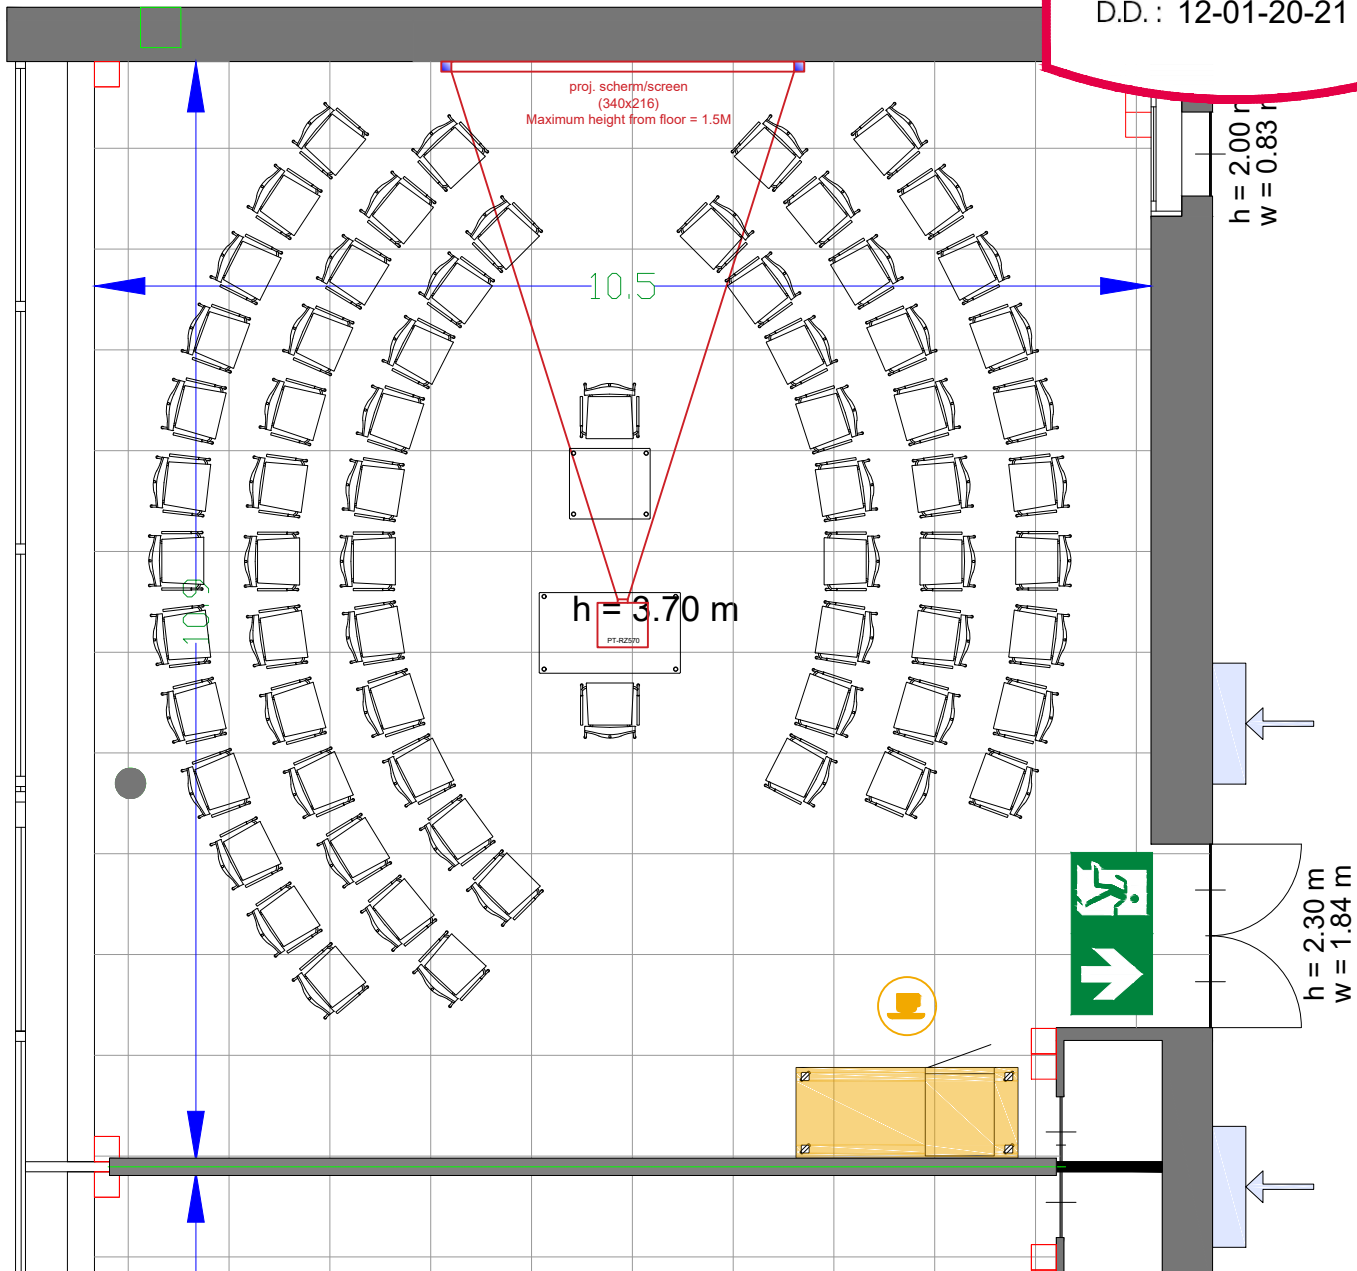 D.D. : 12-01-20-21
proj. scherm/screen
(340x216)
Maximum height from floor = 1.5M
h = 2.00 m
w = 0.83 m
10.5
10.9
h = 3.70 m
PT-RZ570
h = 2.30 m
w = 1.84 m